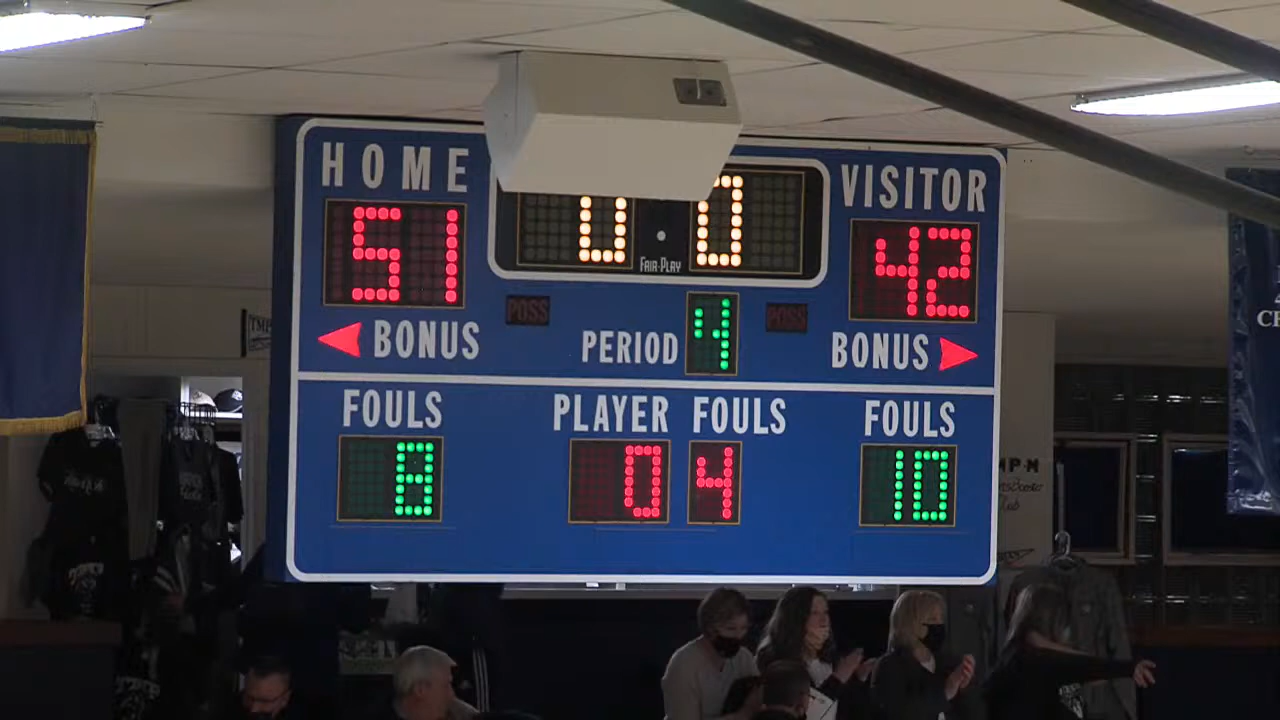 HOME
VISITOR
51
0 0
42
FAIR-PLAY
POSS
POSS
BONUS
PERIOD 4
BONUS
FOULS
PLAYER FOULS
FOULS
8
0 4
10